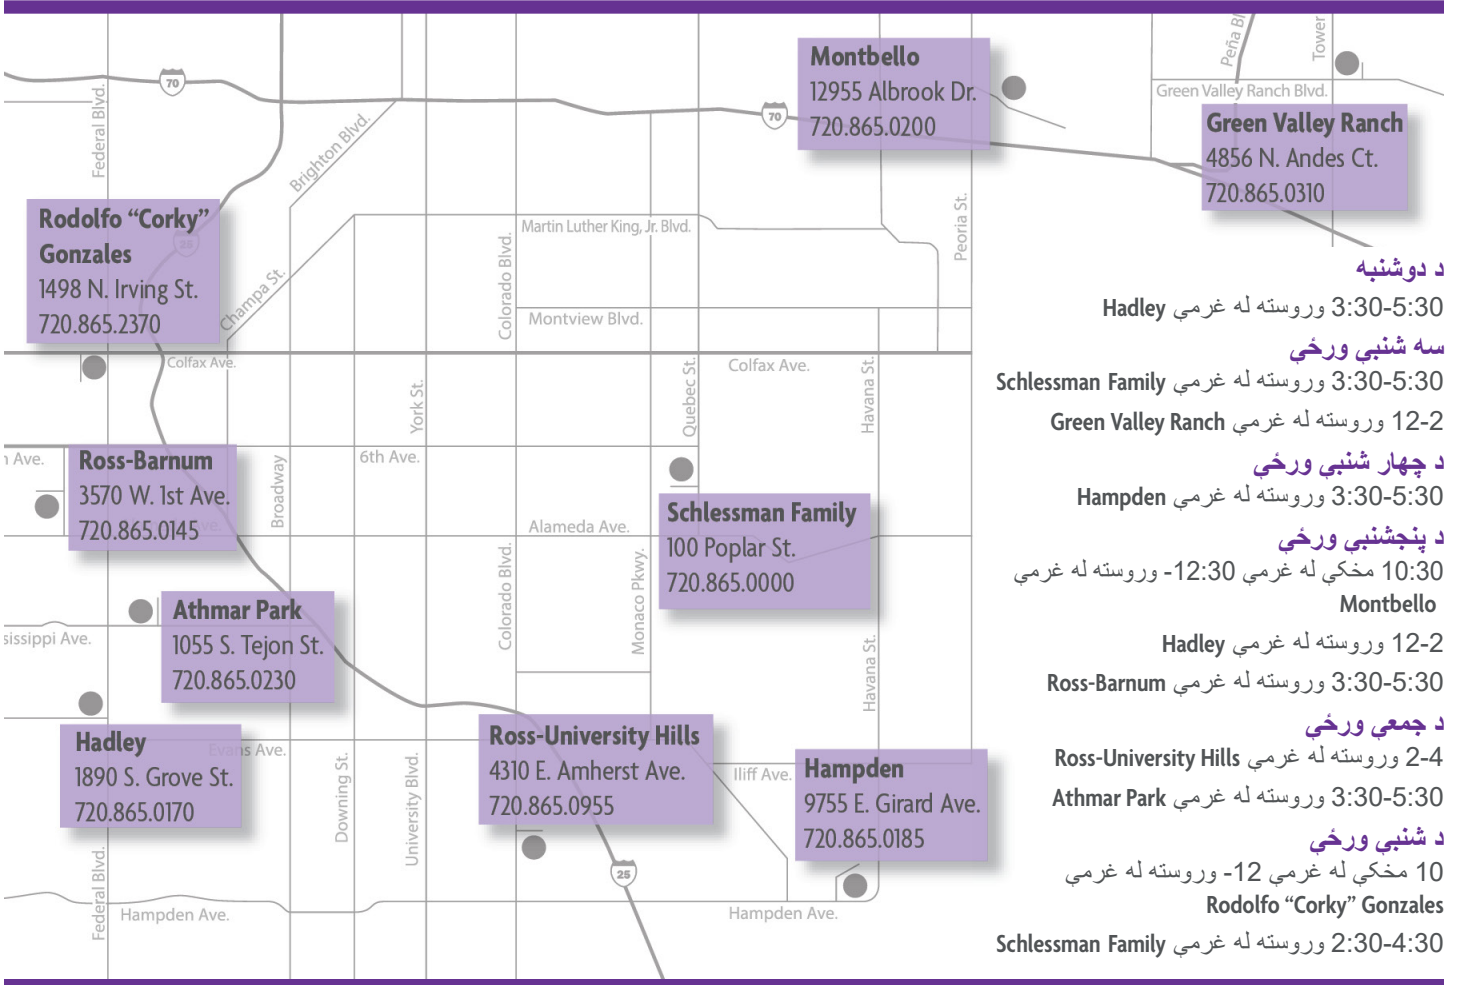 Montbello
12955 Albrook Dr.
720.865.0200
Green Valley Ranch
4856 N. Andes Ct.
720.865.0310
Rodolfo “Corky”
Gonzales
1498 N. Irving St.
720.865.2370
Ross-Barnum
3570 W. 1st Ave.
720.865.0145
Schlessman Family
100 Poplar St.
720.865.0000
Athmar Park
1055 S. Tejon St.
720.865.0230
Hadley
1890 S. Grove St.
720.865.0170
Ross-University Hills
4310 E. Amherst Ave.
720.865.0955
Hampden
9755 E. Girard Ave.
720.865.0185
70
70
25
25
Federal Blvd.
Brighton Blvd.
Champa St.
Martin Luther King, Jr. Blvd.
Colorado Blvd.
Montview Blvd.
Peoria St.
Peña Bl
Tower
Green Valley Ranch Blvd.
Colfax Ave.
Colfax Ave.
York St.
Quebec St.
Havana St.
Ave.
6th Ave.
Broadway
Alameda Ave.
Colorado Blvd.
Monaco Pkwy.
Havana St.
sissippi Ave.
Evans Ave.
Downing St.
University Blvd.
Iliff Ave.
Federal Blvd.
Hampden Ave.
Hampden Ave.
د دوشنبه
3:30-5:30 وروسته له غرمې Hadley
سه شنبې ورځې
3:30-5:30 وروسته له غرمې Schlessman Family
12-2 وروسته له غرمې Green Valley Ranch
د چهار شنبې ورځې
3:30-5:30 وروسته له غرمې Hampden
د پنجشنبې ورځې
10:30 مخکې له غرمې 12:30- وروسته له غرمې
Montbello
12-2 وروسته له غرمې Hadley
3:30-5:30 وروسته له غرمې Ross-Barnum
د جمعې ورځې
2-4 وروسته له غرمې Ross-University Hills
3:30-5:30 وروسته له غرمې Athmar Park
د شنبې ورځې
10 مخکې له غرمې 12- وروسته له غرمې
Rodolfo “Corky” Gonzales
2:30-4:30 وروسته له غرمې Schlessman Family